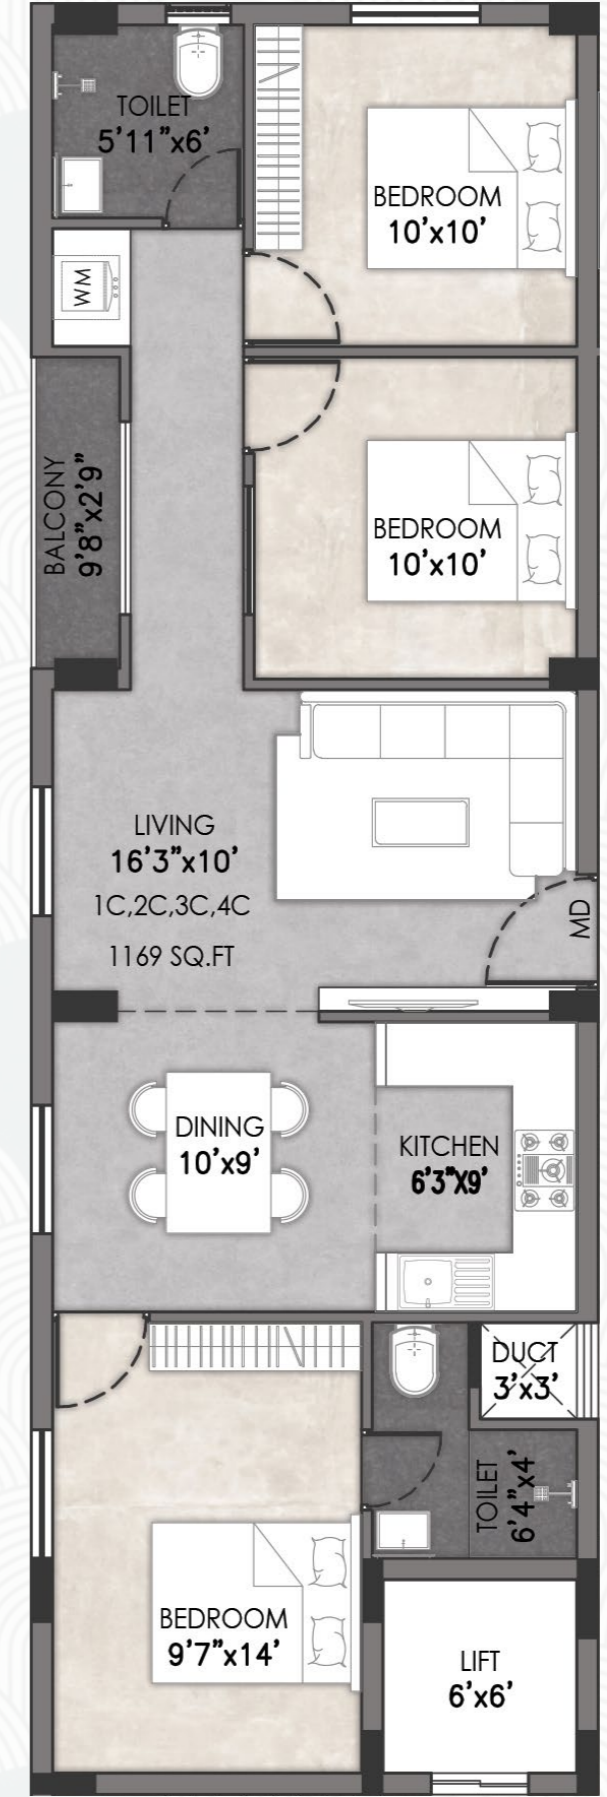 TOILET
5'11"x6'
BEDROOM
10'x10'
WM
BALCONY
9'8"x2'9"
BEDROOM
10'x10'
LIVING
16'3"x10'
1C,2C,3C,4C
1169 SQ.FT
MD
DINING
10'x9'
KITCHEN
6'3"X9'
DUCT
3'x3'
TOILET
6'4"x4'
BEDROOM
9'7"x14'
LIFT
6'x6'